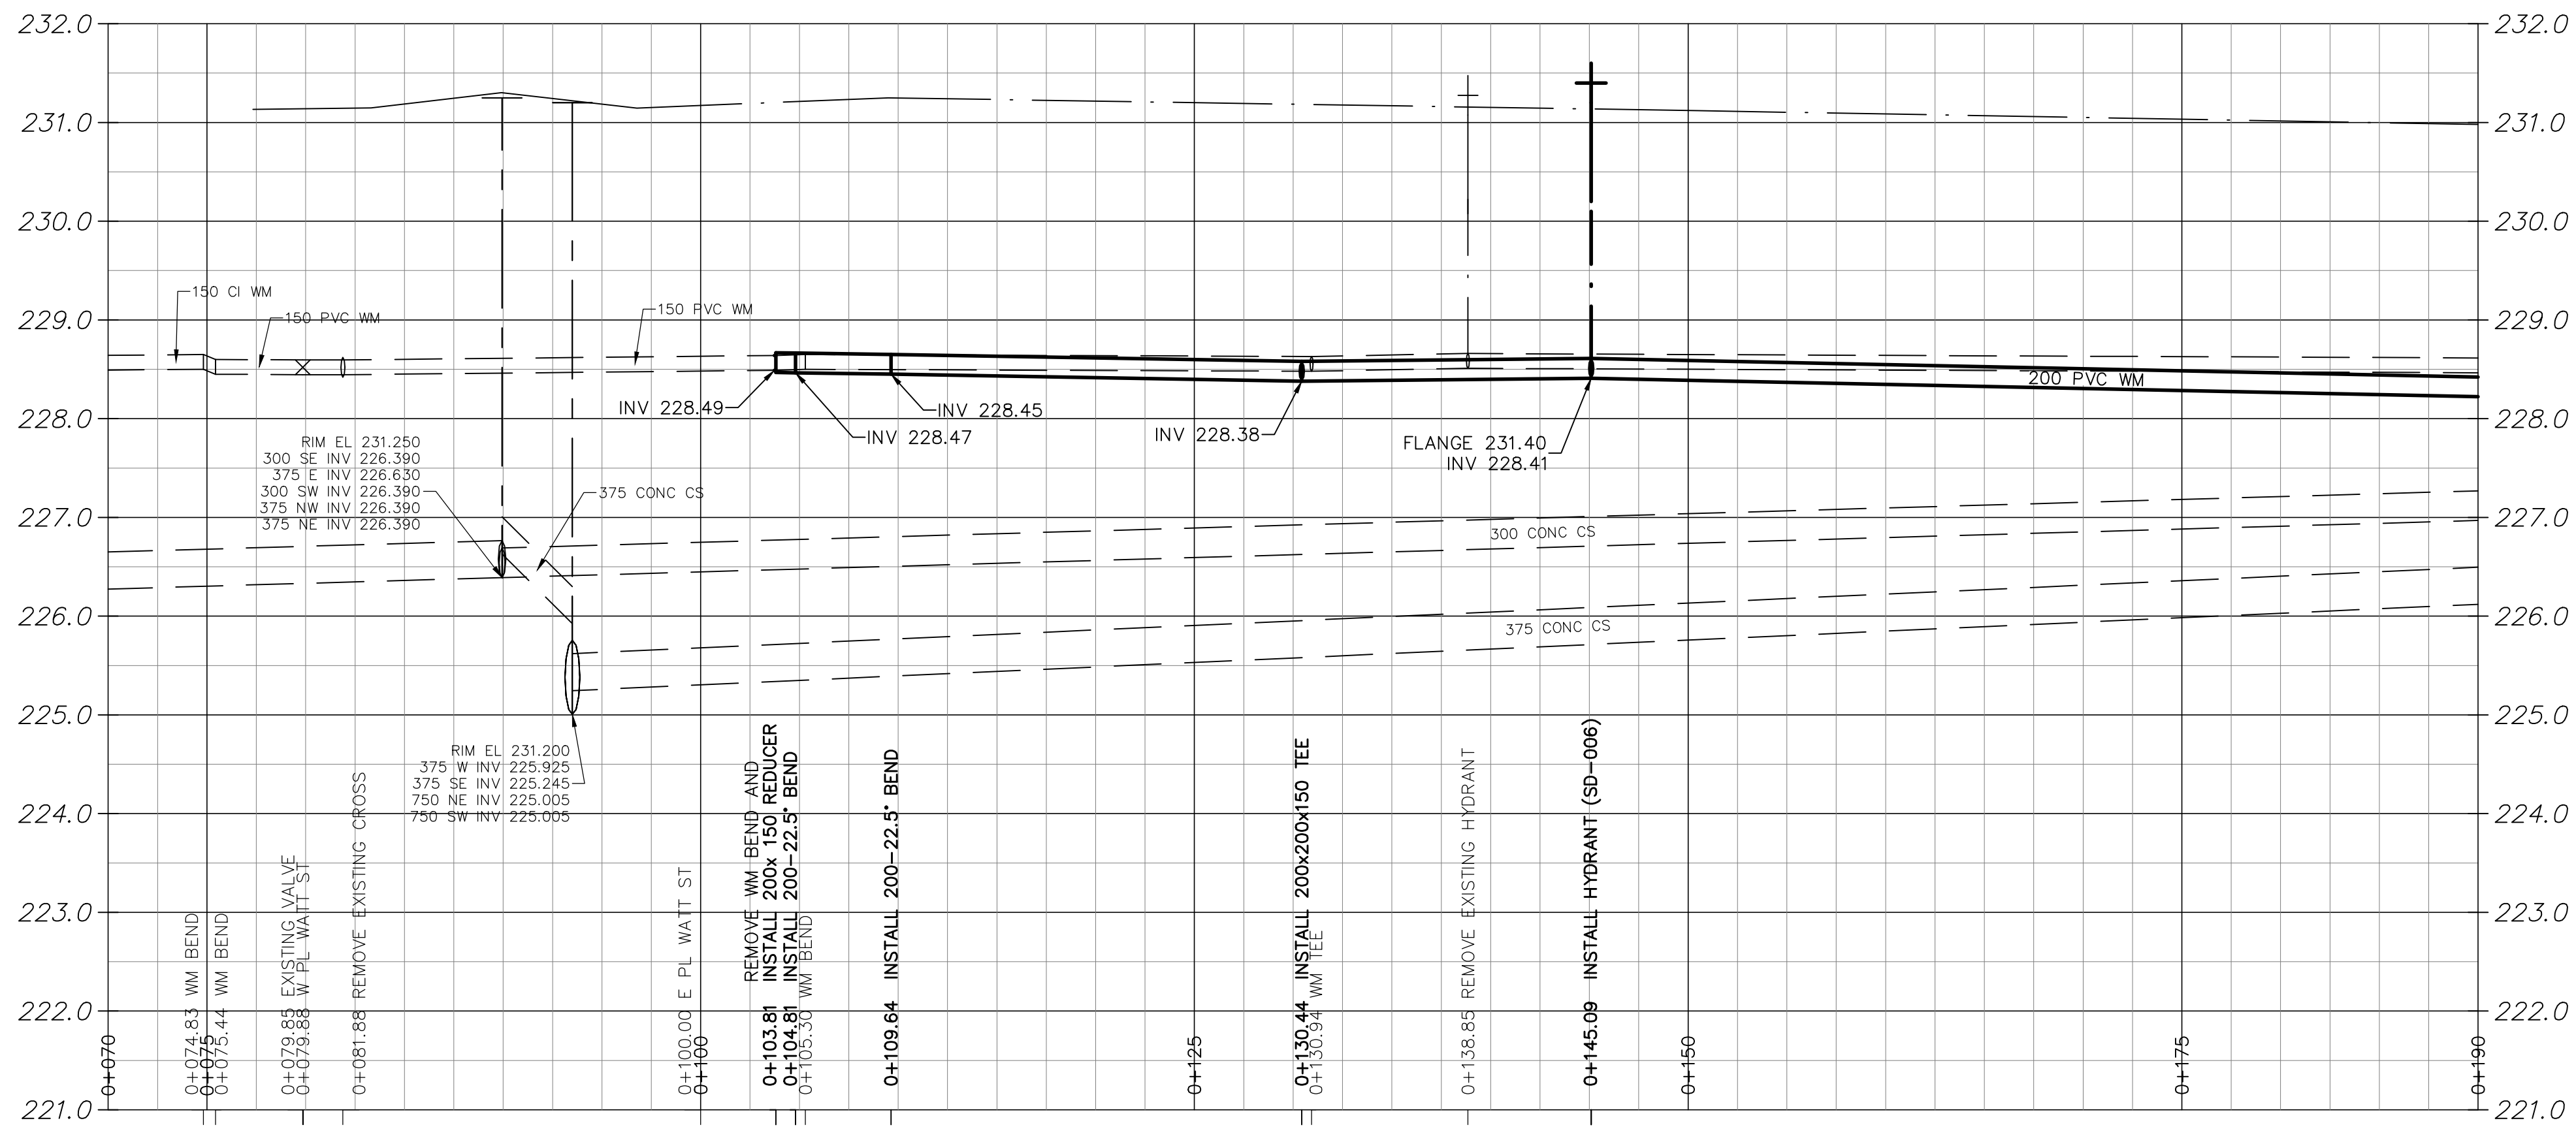 232.0
232.0
231.0
231.0
230.0
230.0
229.0
229.0
228.0
228.0
227.0
227.0
226.0
226.0
225.0
225.0
224.0
224.0
223.0
223.0
222.0
222.0
221.0
221.0
150 CI WM
150 PVC WM
150 PVC WM
INV 228.49
INV 228.47
INV 228.45
INV 228.38
FLANGE 231.40
INV 228.41
200 PVC WM
RIM EL 231.250
300 SE INV 226.390
375 E INV 226.630
300 SW INV 226.390
375 NW INV 226.390
375 NE INV 226.390
375 CONC CS
300 CONC CS
375 CONC CS
RIM EL 231.200
375 W INV 225.925
375 SE INV 225.245
750 NE INV 225.005
750 SW INV 225.005
0+070
0+074.83 WM BEND
0+075
0+075.44 WM BEND
0+079.85 EXISTING VALVE
0+079.88 W PL WATT ST
0+081.88 REMOVE EXISTING CROSS
0+100.00 E PL WATT ST
0+100
REMOVE WM BEND AND
0+103.81 INSTALL 200x 150 REDUCER
0+104.81 INSTALL 200-22.5° BEND
0+105.30 WM BEND
0+109.64 INSTALL 200-22.5° BEND
0+125
0+130.44 INSTALL 200x200x150 TEE
0+130.94 WM TEE
0+138.85 REMOVE EXISTING HYDRANT
0+145.09 INSTALL HYDRANT (SD-006)
0+150
0+175
0+190